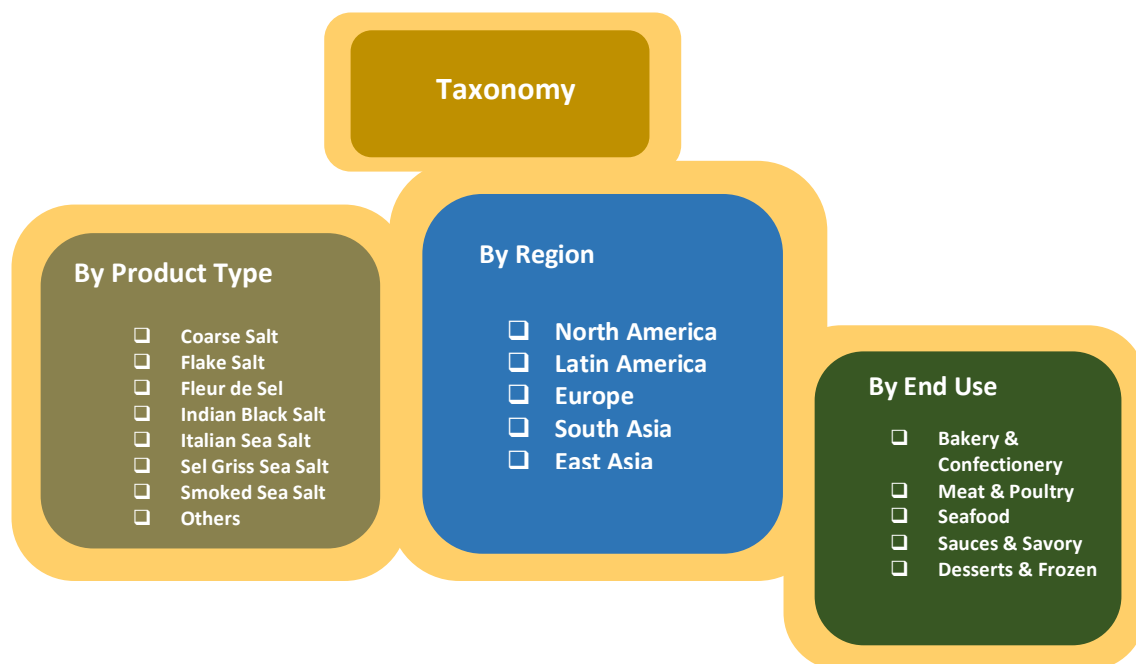 Taxonomy
By Product Type
❑ Coarse Salt
❑ Flake Salt
❑ Fleur de Sel
❑ Indian Black Salt
❑ Italian Sea Salt
❑ Sel Griss Sea Salt
❑ Smoked Sea Salt
❑ Others
By Region
❑ North America
❑ Latin America
❑ Europe
❑ South Asia
❑ East Asia
By End Use
❑ Bakery &
Confectionery
❑ Meat & Poultry
❑ Seafood
❑ Sauces & Savory
❑ Desserts & Frozen